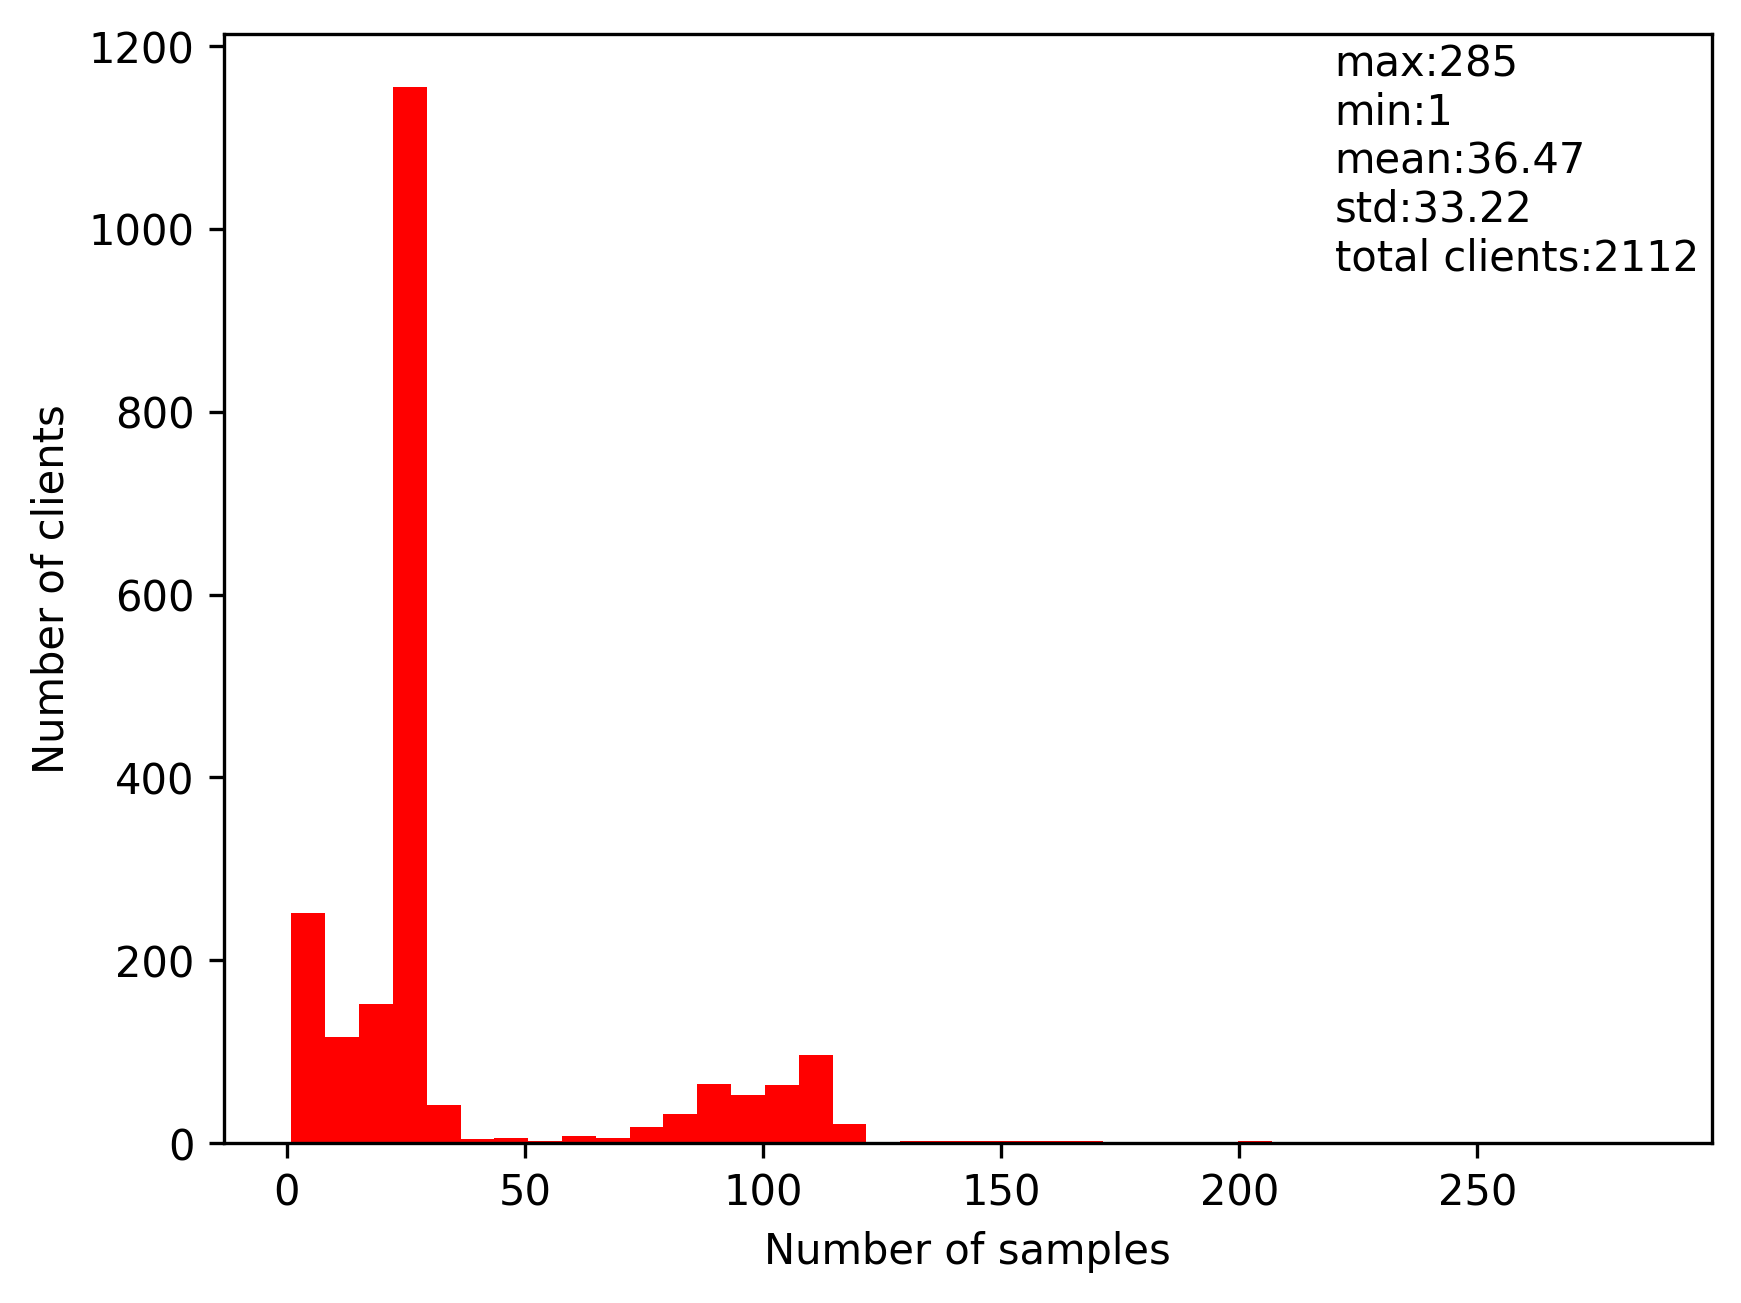 max:285
min:1
mean:36.47
std:33.22
total clients:2112
1200
1000
800
600
400
200
0
Number of clients
0 50 100 150 200 250
Number of samples